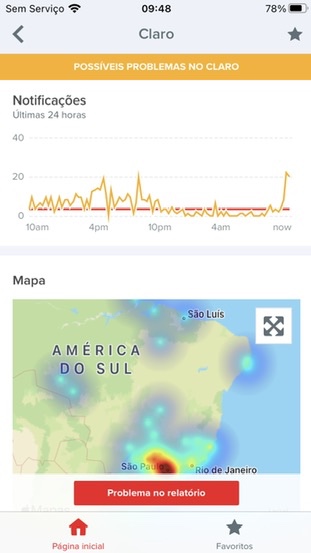 Sem Serviço 09:48 78%
Claro
POSSÍVEIS PROBLEMAS NO CLARO
Notificações
Últimas 24 horas
40
20
0
10am 4pm 10pm 4am now
Mapa
São Luís
AMÉRICA
DO SUL
São Paulo
Rio de Janeiro
Problema no relatório
Página inicial Favoritos